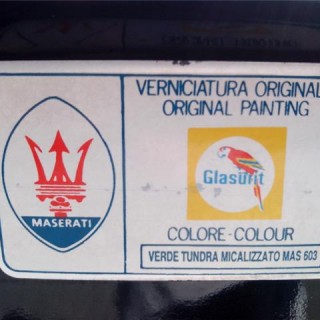 VERNICIATURA ORIGINAL
ORIGINAL PAINTING
Glasurit
MASERATI
COLORE-COLOUR
VERDE TUNDRA MICALIZZATO MAS 603